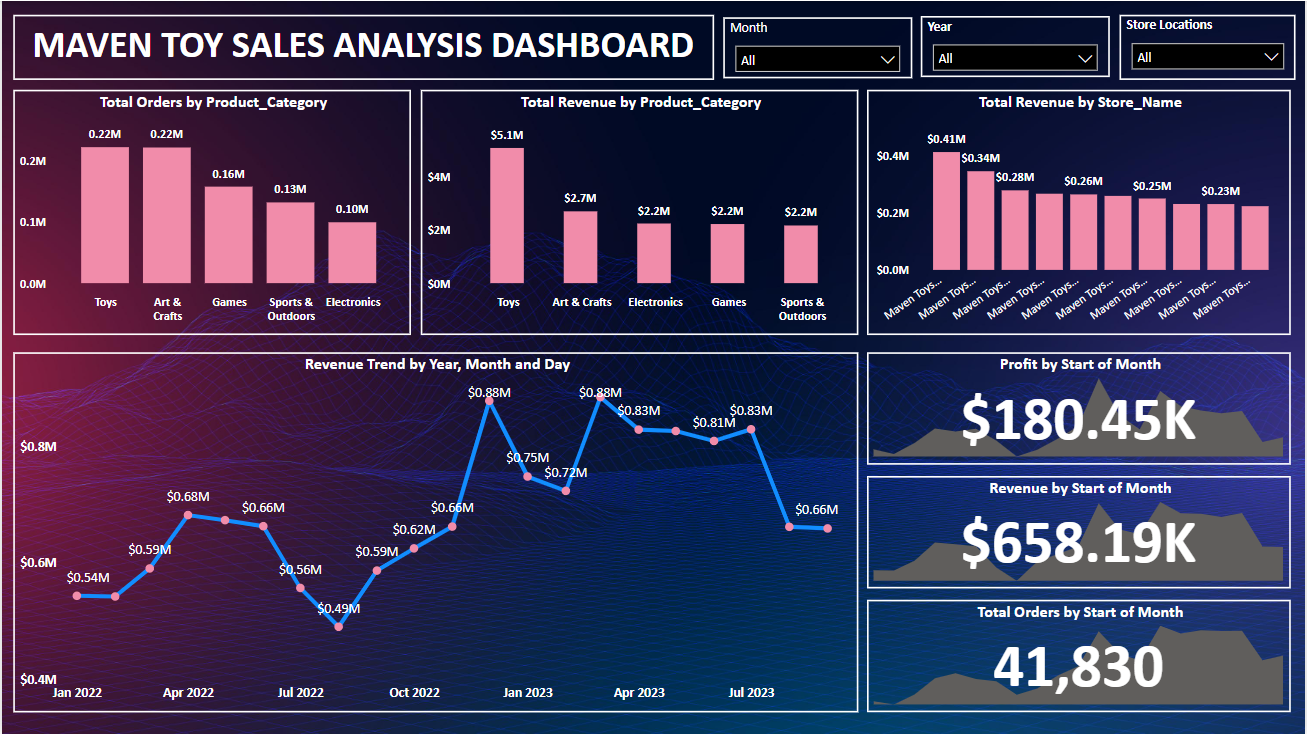 MAVEN TOY SALES ANALYSIS DASHBOARD
Month
All
Year
All
Store Locations
All
Total Orders by Product_Category
0.2M
0.1M
0.0M
0.22M
0.22M
0.16M
0.13M
0.10M
Toys
Art &
Crafts
Games
Sports &
Outdoors
Electronics
Total Revenue by Product_Category
$4M
$2M
$0M
$5.1M
$2.7M
$2.2M
$2.2M
$2.2M
Toys
Art & Crafts
Electronics
Games
Sports &
Outdoors
Total Revenue by Store_Name
$0.4M
$0.2M
$0.0M
$0.41M
$0.34M
$0.28M
$0.26M
$0.25M
$0.23M
Maven Toys...
Maven Toys...
Maven Toys...
Maven Toys...
Maven Toys...
Maven Toys...
Maven Toys...
Maven Toys...
Maven Toys...
Maven Toys...
Revenue Trend by Year, Month and Day
$0.8M
$0.6M
$0.4M
$0.54M
$0.59M
$0.68M
$0.66M
$0.56M
$0.49M
$0.59M
$0.62M
$0.66M
$0.88M
$0.75M
$0.72M
$0.88M
$0.83M
$0.81M
$0.83M
$0.66M
Jan 2022
Apr 2022
Jul 2022
Oct 2022
Jan 2023
Apr 2023
Jul 2023
Profit by Start of Month
$180.45K
Revenue by Start of Month
$658.19K
Total Orders by Start of Month
41,830